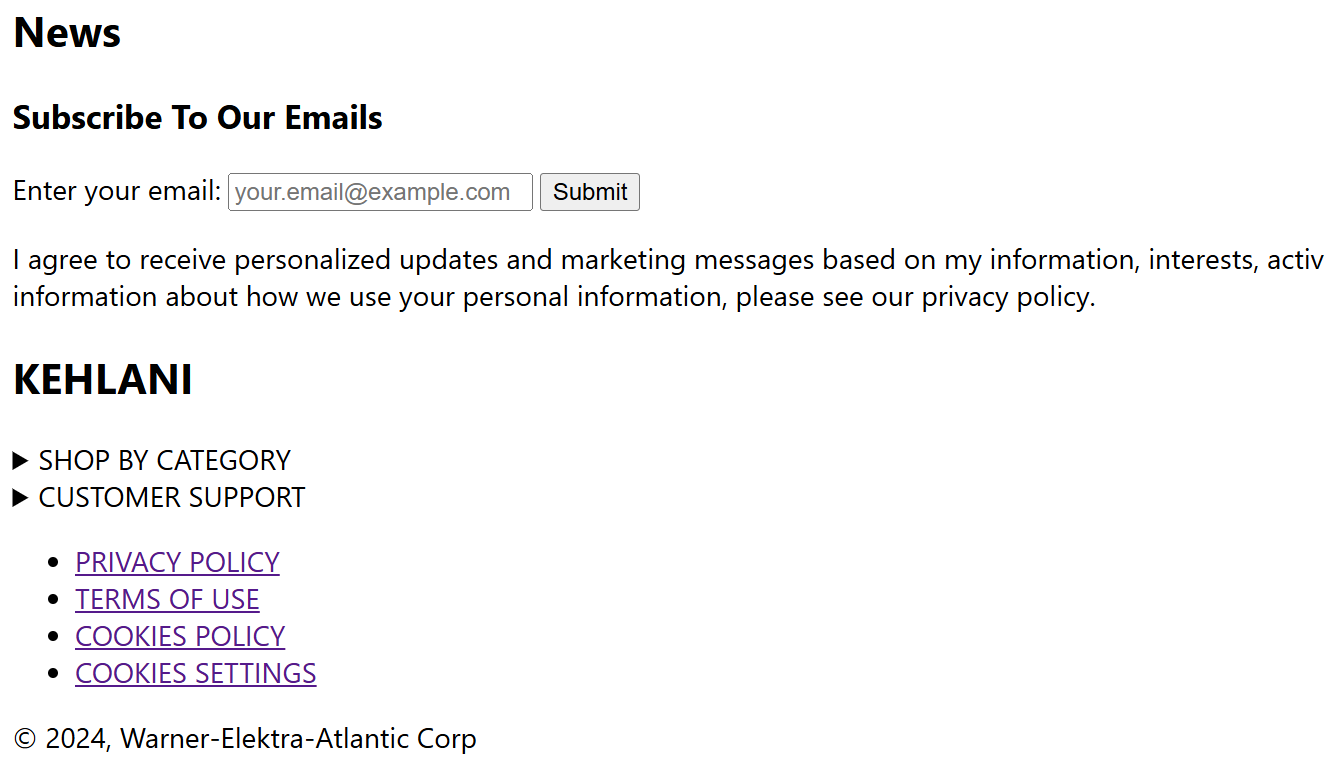 News
Subscribe To Our Emails
Enter your email: your.email@example.com Submit
I agree to receive personalized updates and marketing messages based on my information, interests, activ
information about how we use your personal information, please see our privacy policy.
KEHLANI
SHOP BY CATEGORY
CUSTOMER SUPPORT
PRIVACY POLICY
TERMS OF USE
COOKIES POLICY
COOKIES SETTINGS
© 2024, Warner-Elektra-Atlantic Corp